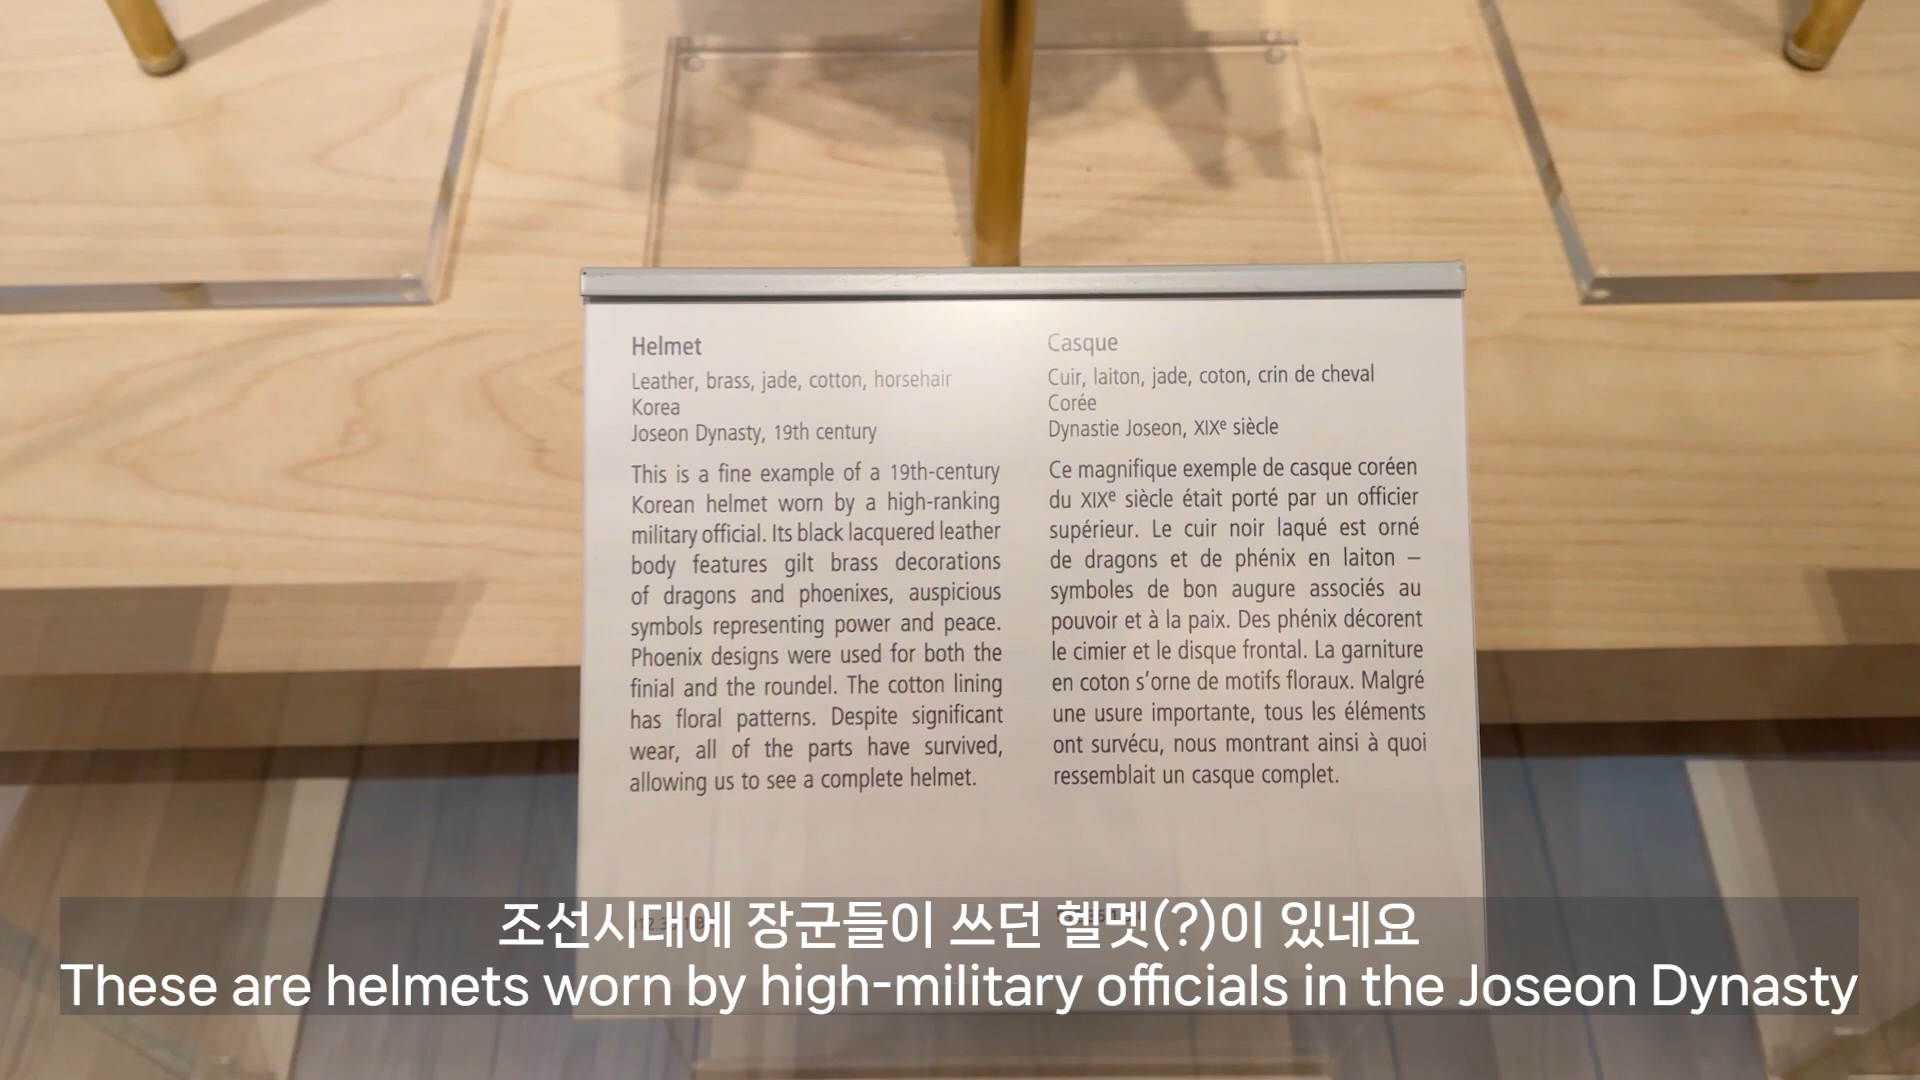 Helmet
Leather, brass, jade, cotton, horsehair
Korea
Joseon Dynasty, 19th century
This is a fine example of a 19th-century
Korean helmet worn by a high-ranking
military official. Its black lacquered leather
body features gilt brass decorations
of dragons and phoenixes, auspicious
symbols representing power and peace.
Phoenix designs were used for both the
finial and the roundel. The cotton lining
has floral patterns. Despite significant
wear, all of the parts have survived,
allowing us to see a complete helmet.
Casque
Cuir, laiton, jade, coton, crin de cheval
Corée
Dynastie Joseon, XIXe siècle
Ce magnifique exemple de casque coréen
du XIXe siècle était porté par un officier
supérieur. Le cuir noir laqué est orné
de dragons et de phénix en laiton –
symboles de bon augure associés au
pouvoir et à la paix. Des phénix décorent
le cimier et le disque frontal. La garniture
en coton s'orne de motifs floraux. Malgré
une usure importante, tous les éléments
ont survécu, nous montrant ainsi à quoi
ressemblait un casque complet.
조선시대에 장군들이 쓰던 헬멧(?)이 있네요
These are helmets worn by high-military officials in the Joseon Dynasty